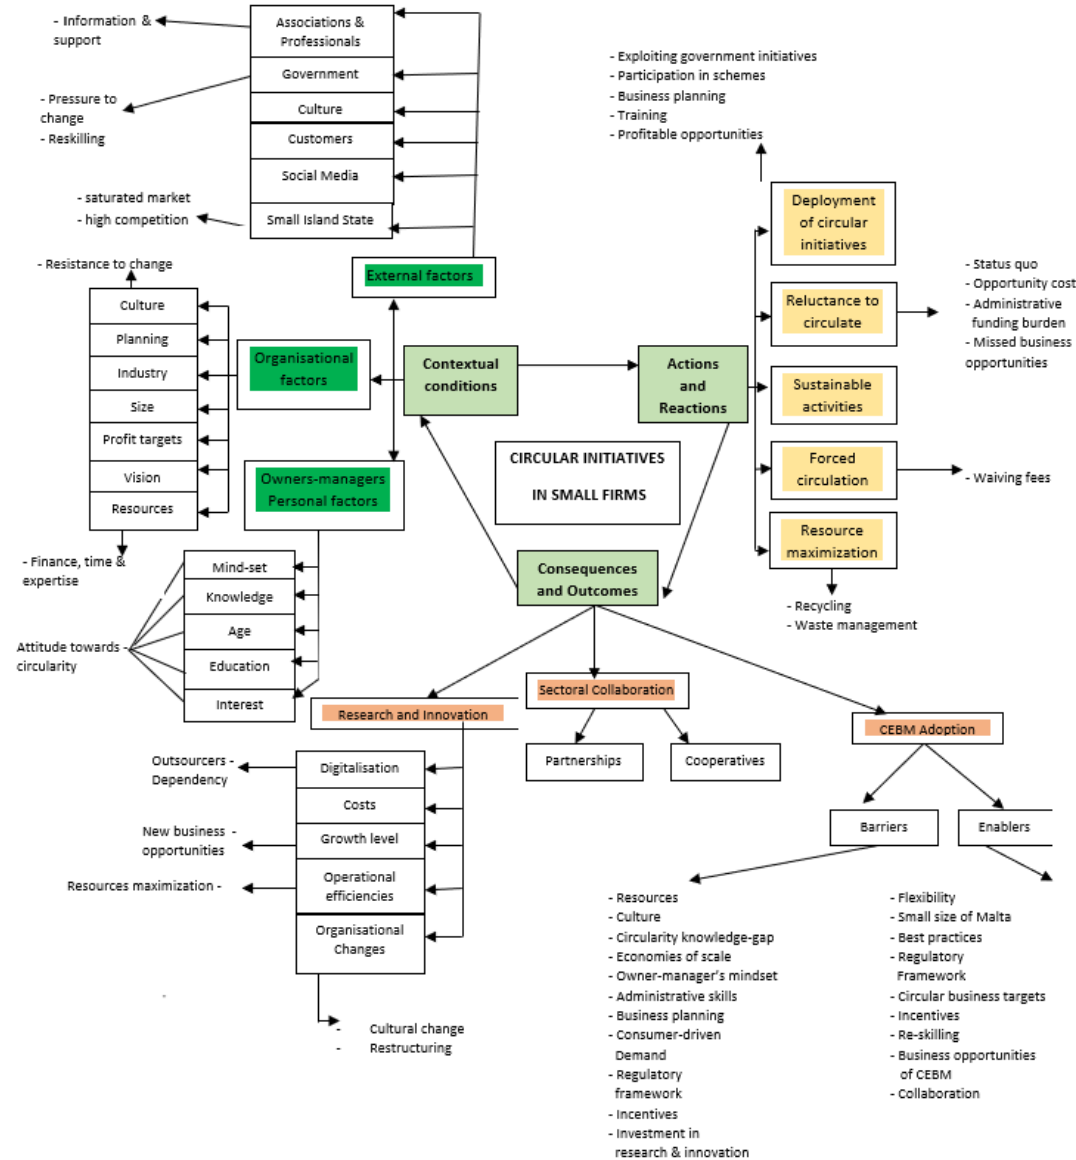 - Information &
support
Associations &
Professionals
Government
Culture
Customers
Social Media
Small Island State
- Pressure to
change
- Reskilling
- saturated market
- high competition
External factors
- Resistance to change
Culture
Planning
Industry
Size
Profit targets
Vision
Resources
- Finance, time &
expertise
Organisational
factors
Owners-managers
Personal factors
Mind-set
Knowledge
Age
Education
Interest
Attitude towards -
circularity
Contextual
conditions
Actions
and
Reactions
CIRCULAR INITIATIVES
IN SMALL FIRMS
Consequences
and Outcomes
- Exploiting government initiatives
- Participation in schemes
- Business planning
- Training
- Profitable opportunities
Deployment
of circular
initiatives
Reluctance to
circulate
- Status quo
- Opportunity cost
- Administrative
funding burden
- Missed business
opportunities
Sustainable
activities
Forced
circulation
- Waiving fees
Resource
maximization
- Recycling
- Waste management
Research and Innovation
Digitalisation
Costs
Growth level
Operational
efficiencies
Organisational
Changes
Outsourcers -
Dependency
New business -
opportunities
Resources maximization -
- Cultural change
- Restructuring
Sectoral Collaboration
Partnerships
Cooperatives
CEBM Adoption
Barriers
Enablers
- Resources
- Culture
- Circularity knowledge-gap
- Economies of scale
- Owner-manager's mindset
- Administrative skills
- Business planning
- Consumer-driven
Demand
- Regulatory
framework
- Incentives
- Investment in
research & innovation
- Flexibility
- Small size of Malta
- Best practices
- Regulatory
Framework
- Circular business targets
- Incentives
- Re-skilling
- Business opportunities
of CEBM
- Collaboration